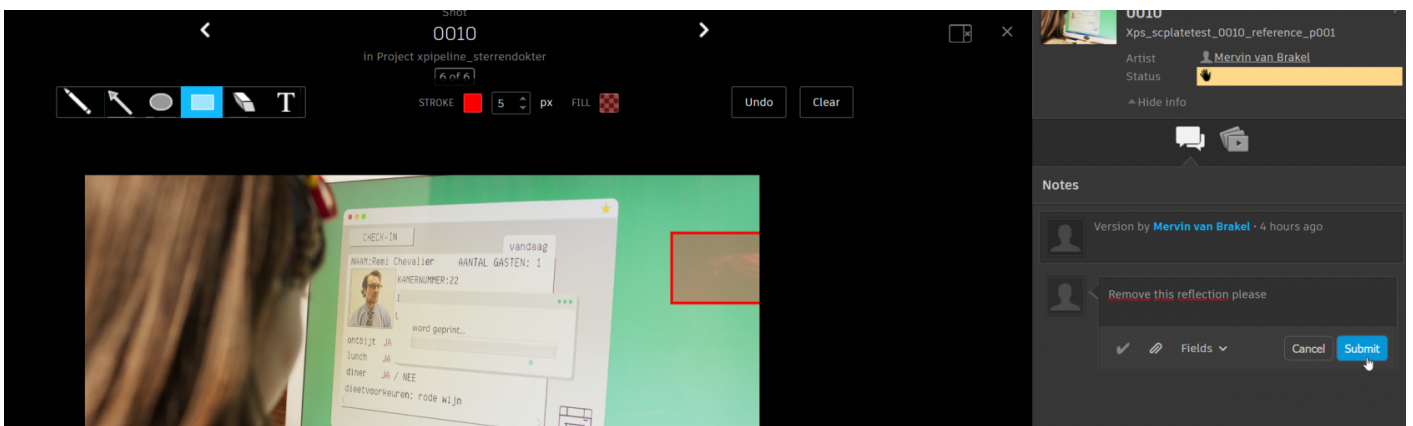 Shot
0010
in Project xpipeline_sterrendokter
6 of 6
T
STROKE 5 px FILL
Undo
Clear
CHECK-IN
vandaag
NAAM:Remi Chevalier AANTAL GASTEN: 1
KAMERNUMMER:22
word geprint..
ontbijt JA
lunch JA
diner JA / NEE
dieetvoorkeuren: rode wijn
0010
Xps_scplatetest_0010_reference_p001
Artist Mervin van Brakel
Status
Hide info
Notes
Version by Mervin van Brakel · 4 hours ago
Remove this reflection please
Fields
Cancel
Submit